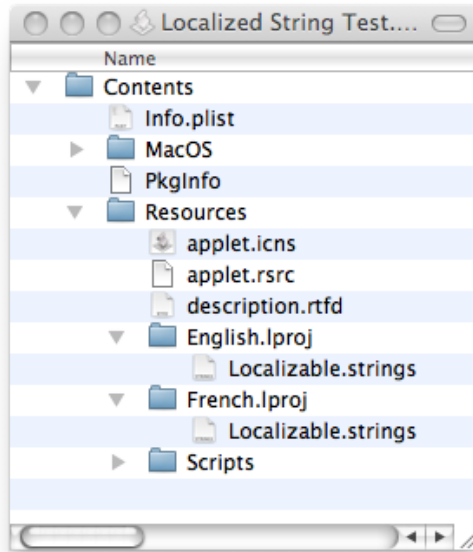 Localized String Test....
Name
Contents
Info.plist
MacOS
PkgInfo
Resources
applet.icns
applet.rsrc
description.rtfd
English.lproj
Localizable.strings
French.lproj
Localizable.strings
Scripts